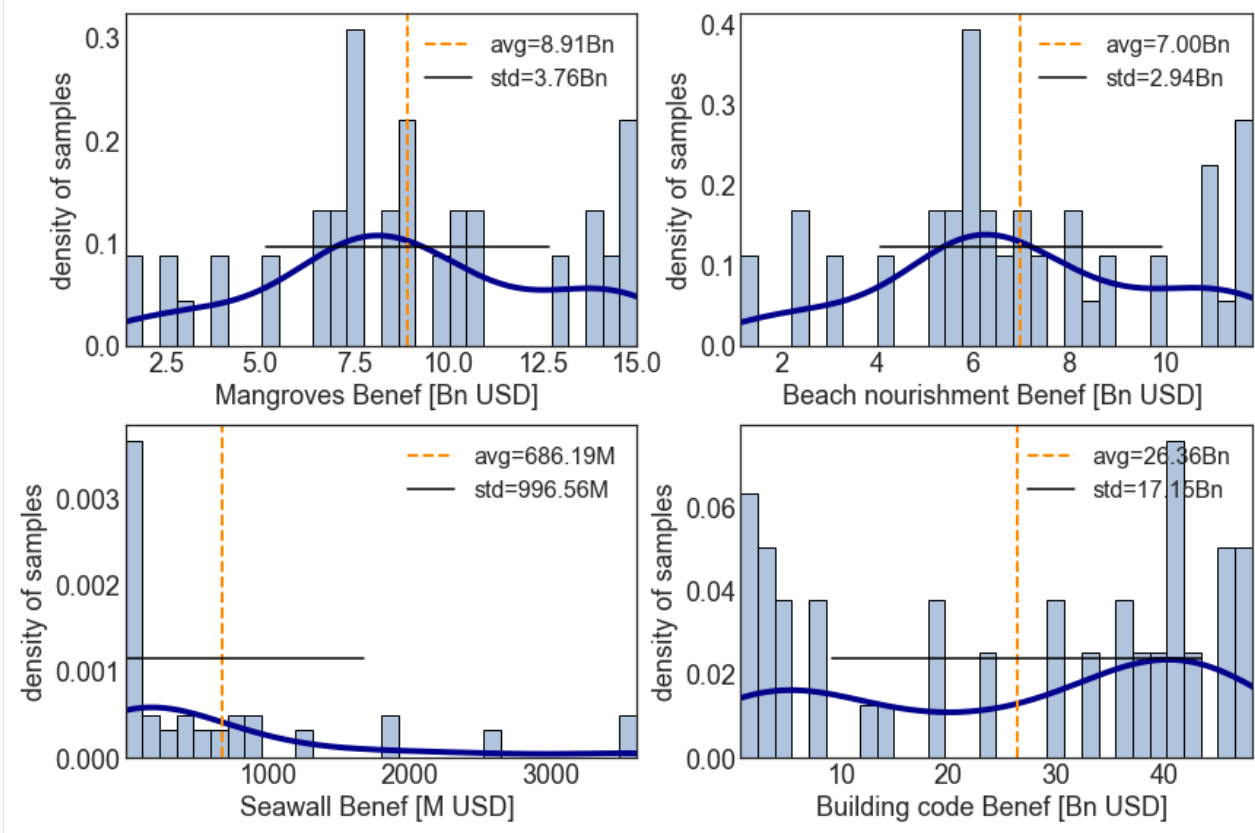 0.3
0.2
0.1
0.0
density of samples
avg=8.91Bn
std=3.76Bn
2.5 5.0 7.5 10.0 12.5 15.0
Mangroves Benef [Bn USD]
0.4
0.3
0.2
0.1
0.0
density of samples
avg=7.00Bn
std=2.94Bn
2 4 6 8 10
Beach nourishment Benef [Bn USD]
0.003
0.002
0.001
0.000
density of samples
avg=686.19M
std=996.56M
1000 2000 3000
Seawall Benef [M USD]
0.06
0.04
0.02
0.00
density of samples
avg=26.36Bn
std=17.15Bn
10 20 30 40
Building code Benef [Bn USD]